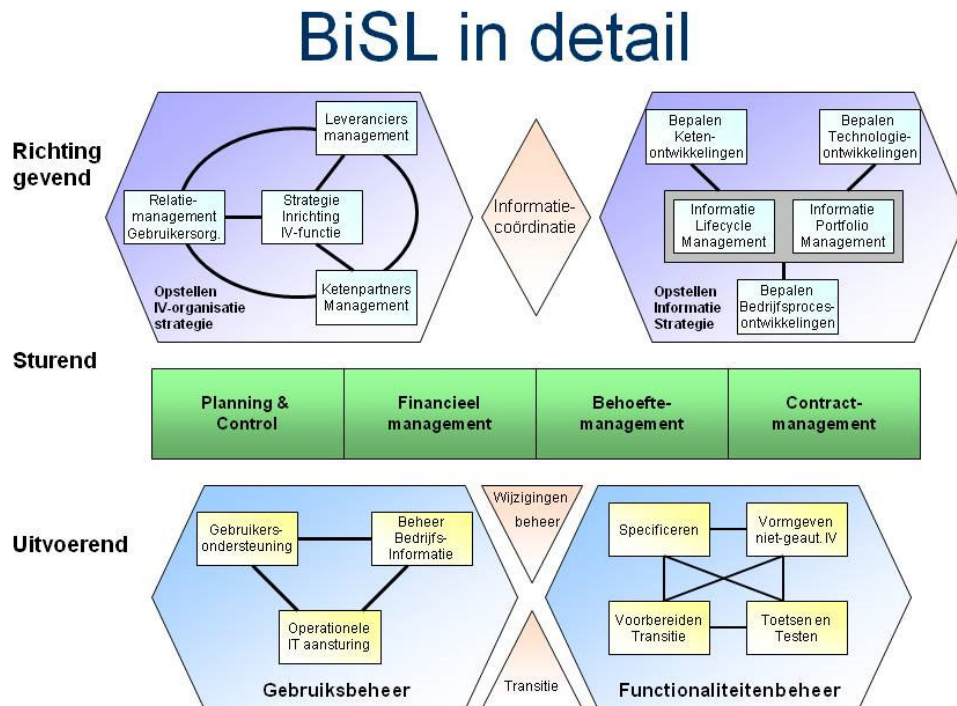 BiSL in detail
Richting
gevend
Leveranciers
management
Relatie-
management
Gebruikersorg.
Strategie
Inrichting
IV-functie
Ketenpartners
Management
Opstellen
IV-organisatie
strategie
Informatie-
coördinatie
Bepalen
Keten-
ontwikkelingen
Bepalen
Technologie-
ontwikkelingen
Informatie
Lifecycle
Management
Informatie
Portfolio
Management
Bepalen
Bedrijfsproces-
ontwikkelingen
Opstellen
Informatie
Strategie
Sturend
Planning &
Control
Financieel
management
Behoefte-
management
Contract-
management
Uitvoerend
Gebruikers-
ondersteuning
Beheer
Bedrijfs-
Informatie
Operationele
IT aansturing
Gebruiksbeheer
Wijzigingen
beheer
Transitie
Specificeren
Vormgeven
niet-geaut. IV
Voorbereiden
Transitie
Toetsen en
Testen
Functionaliteitenbeheer